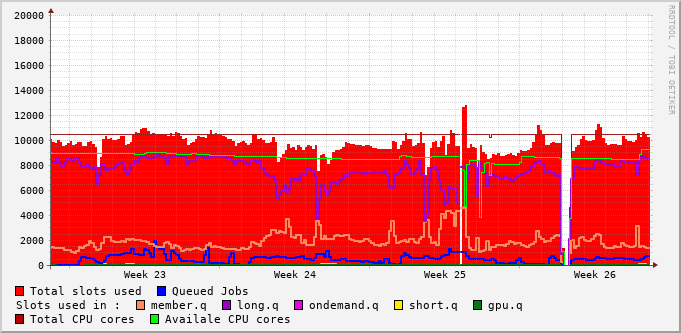 RRDTOOL / TOBI OETIKER
20000
18000
16000
14000
12000
10000
8000
6000
4000
2000
0
Week 23 Week 24 Week 25 Week 26
Total slots used Queued Jobs
Slots used in : member.q long.q ondemand.q short.q gpu.q
Total CPU cores Availale CPU cores